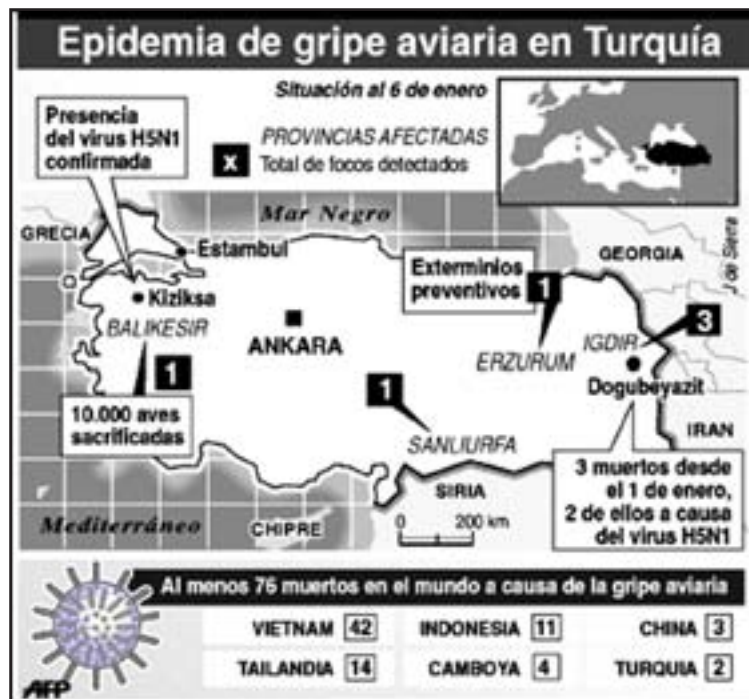 Epidemia de gripe aviaria en Turquía
Situación al 6 de enero
Presencia
del virus H5N1
confirmada
PROVINCIAS AFECTADAS
x Total de focos detectados
Mar Negro
GRECIA
Estambul
GEORGIA
J de Sierra
Exterminios
preventivos
1
Kiziksa
BALIKESIR
ANKARA
ERZURUM
IGDIR
3
Dogubeyazit
1
10.000 aves
sacrificadas
1
SANLIURFA
IRAN
SIRIA
3 muertos desde
el 1 de enero,
2 de ellos a causa
del virus H5N1
Mediterráneo
CHIPRE
0 200 km
Al menos 76 muertos en el mundo a causa de la gripe aviaria
VIETNAM 42 INDONESIA 11 CHINA 3
TAILANDIA 14 CAMBOYA 4 TURQUIA 2
AFP